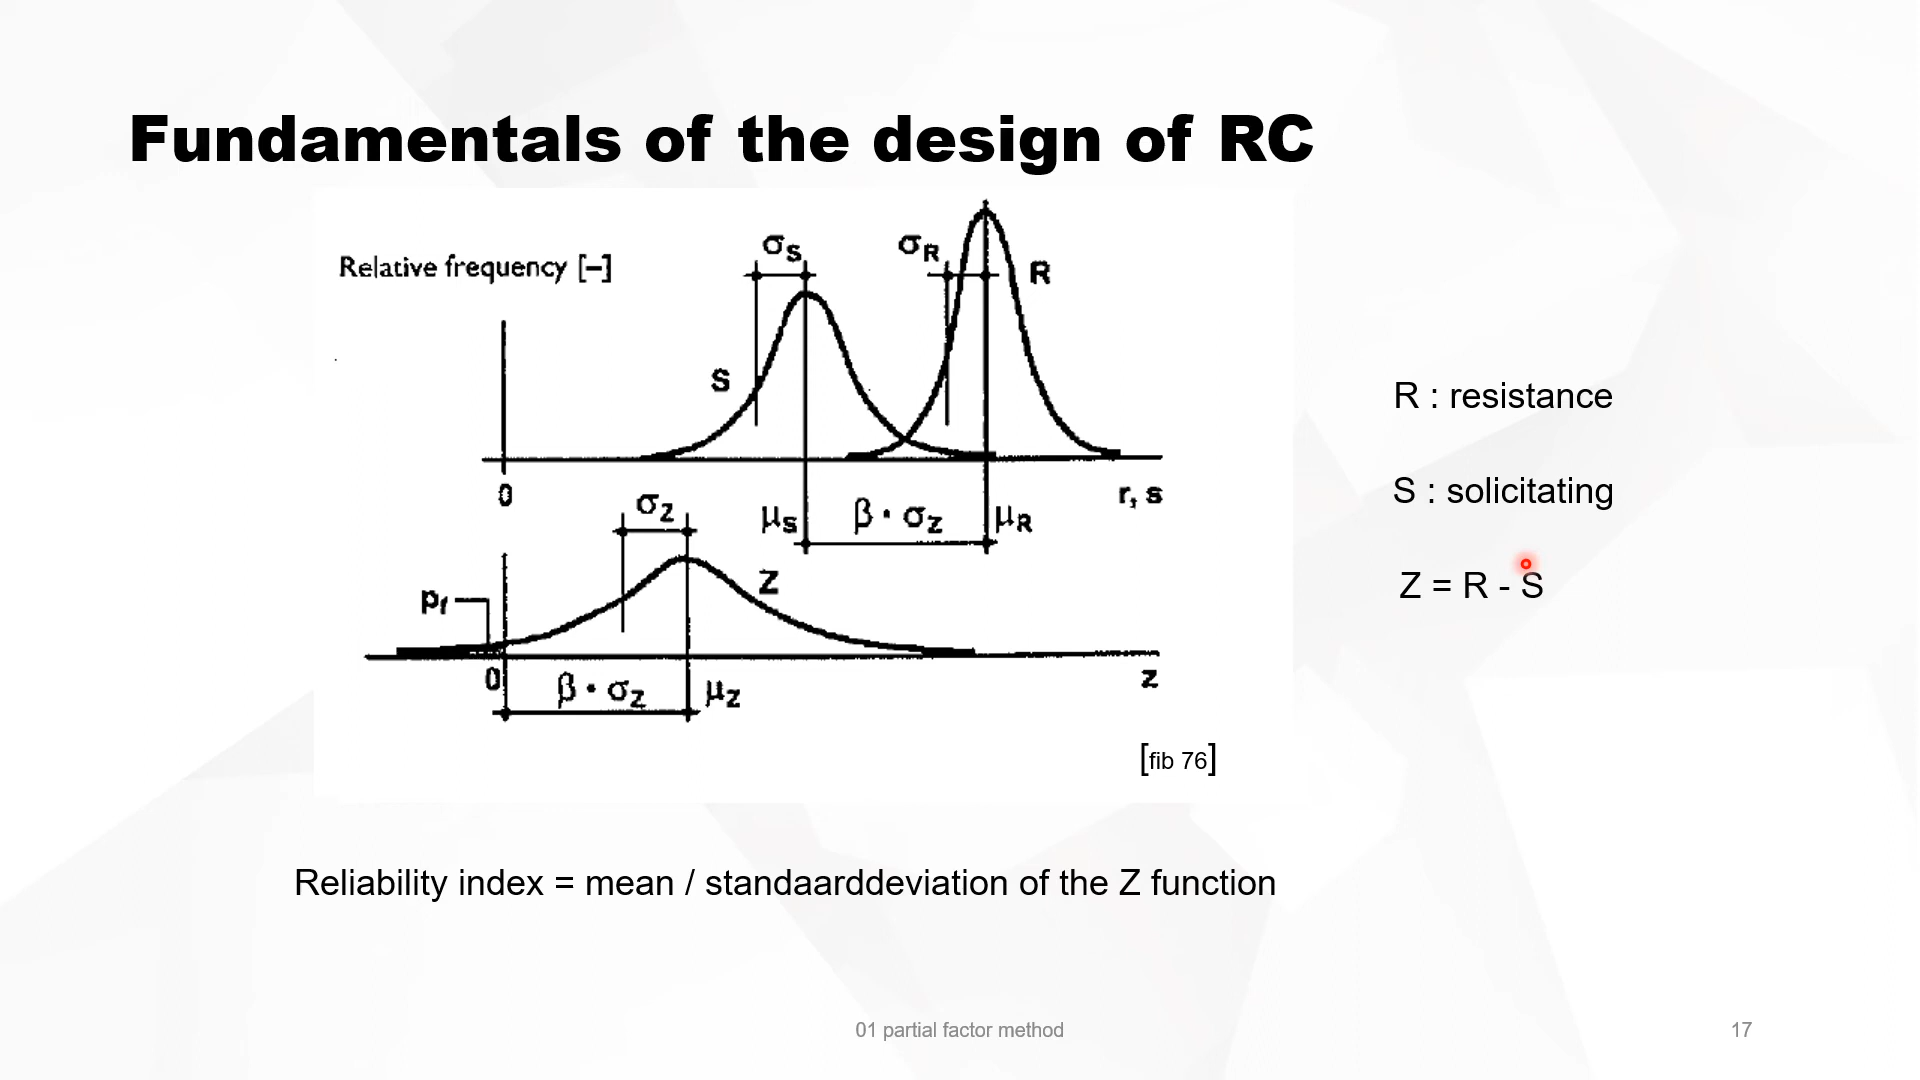 Fundamentals of the design of RC
Relative frequency [–]
σS
σR
R
S
0
r, s
μS
β · σZ
μR
σZ
Z
pf
0
β · σZ
μZ
z
[fib 76]
R : resistance
S : solicitating
Z = R - S
Reliability index = mean / standaarddeviation of the Z function
01 partial factor method
17